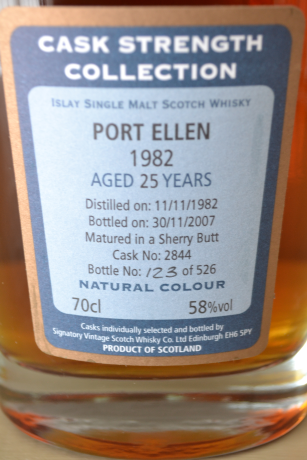 CASK STRENGTH
COLLECTION
ISLAY SINGLE MALT SCOTCH WHISKY
PORT ELLEN
1982
AGED 25 YEARS
Distilled on: 11/11/1982
Bottled on: 30/11/2007
Matured in a Sherry Butt
Cask No: 2844
Bottle No: 123 of 526
NATURAL COLOUR
70cl 58%vol
Casks individually selected and bottled by
Signatory Vintage Scotch Whisky Co. Ltd Edinburgh EH6 5PY
PRODUCT OF SCOTLAND